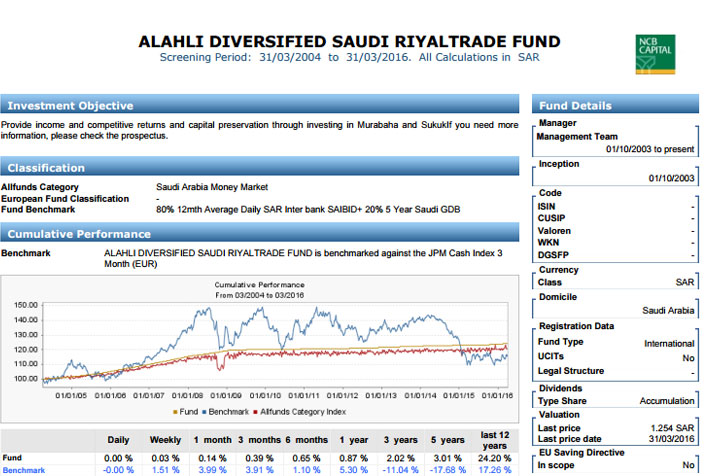 ALAHLI DIVERSIFIED SAUDI RIYALTRADE FUND
Screening Period: 31/03/2004 to 31/03/2016. All Calculations in SAR
NCB
CAPITAL
Investment Objective
Provide income and competitive returns and capital preservation through investing in Murabaha and SukukIf you need more
information, please check the prospectus.
Classification
Allfunds Category Saudi Arabia Money Market
European Fund Classification -
Fund Benchmark 80% 12mth Average Daily SAR Inter bank SAIBID+ 20% 5 Year Saudi GDB
Cumulative Performance
Benchmark ALAHLI DIVERSIFIED SAUDI RIYALTRADE FUND is benchmarked against the JPM Cash Index 3
Month (EUR)
Cumulative Performance
From 03/2004 to 03/2016
150.00
140.00
130.00
120.00
110.00
100.00
01/01/05 01/01/06 01/01/07 01/01/08 01/01/09 01/01/10 01/01/11 01/01/12 01/01/13 01/01/14 01/01/15 01/01/16
Fund Benchmark Allfunds Category Index
Daily Weekly 1 month 3 months 6 months 1 year 3 years 5 years last 12
years
Fund 0.00 % 0.03 % 0.14 % 0.39 % 0.65 % 0.87 % 2.02 % 3.01 % 24.20 %
Benchmark -0.00 % 1.51 % 3.99 % 3.91 % 1.10 % 5.30 % -11.04 % -17.68 % 17.26 %
Fund Details
Manager
Management Team
01/10/2003 to present
Inception
01/10/2003
Code
ISIN -
CUSIP -
Valoren -
WKN -
DGSFP -
Currency
Class SAR
Domicile
Saudi Arabia
Registration Data
Fund Type International
UCITs No
Legal Structure -
Dividends
Type Share Accumulation
Valuation
Last price 1.254 SAR
Last price date 31/03/2016
EU Saving Directive
In scope No